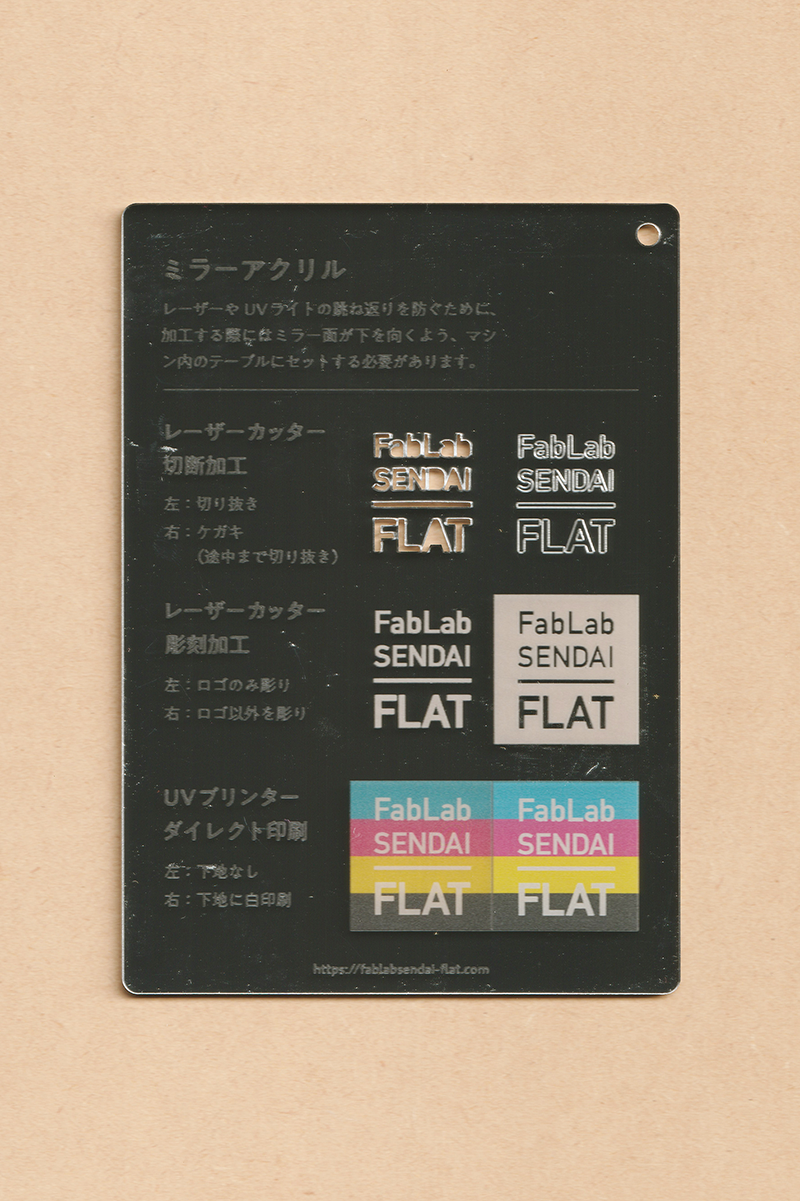 ミラーアクリル
レーザーやUVライトの跳ね返りを防ぐために、
加工する際にはミラー面が下を向くよう、マシ
ン内のテーブルにセットする必要があります。
レーザーカッター
切断加工
左：切り抜き
右：ケガキ
（途中まで切り抜き）
FabLab
SENDAI
FLAT
FabLab
SENDAI
FLAT
レーザーカッター
彫刻加工
左：ロゴのみ彫り
右：ロゴ以外を彫り
FabLab
SENDAI
FLAT
FabLab
SENDAI
FLAT
UVプリンター
ダイレクト印刷
左：下地なし
右：下地に白印刷
FabLab
SENDAI
FLAT
FabLab
SENDAI
FLAT
https://fablabsendai-flat.com